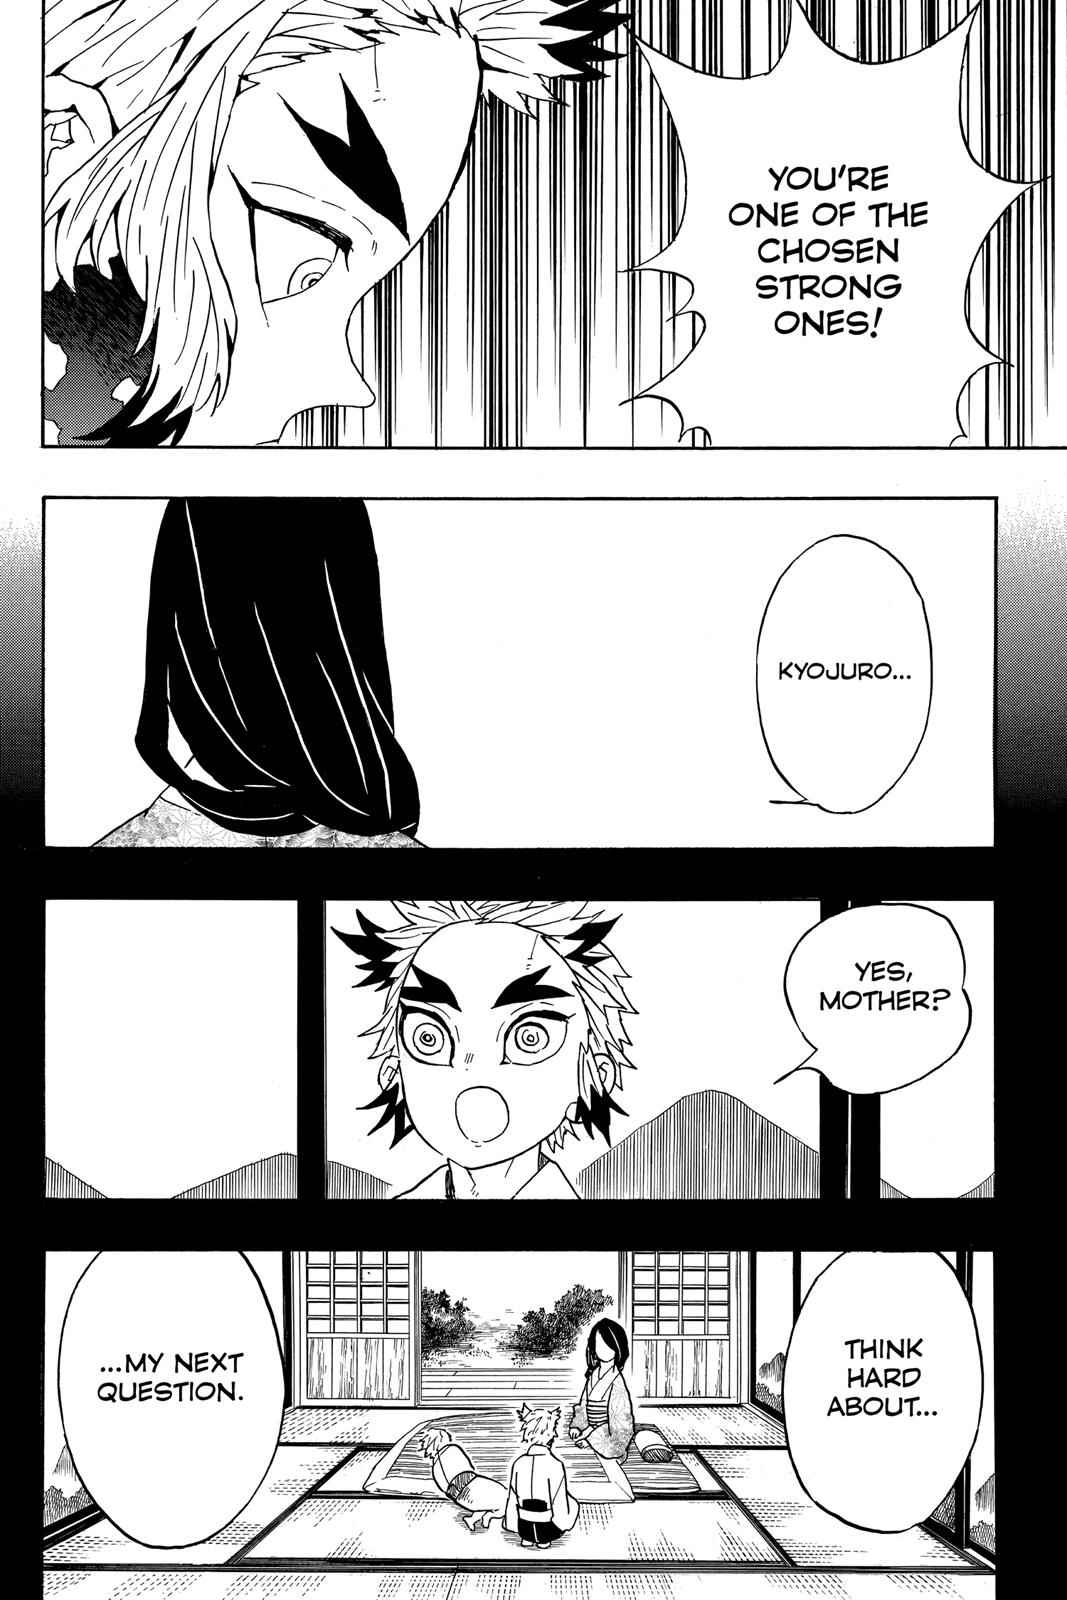 YOU'RE
ONE OF THE
CHOSEN
STRONG
ONES!
KYOJURO...
YES,
MOTHER?
THINK
HARD
ABOUT...
...MY NEXT
QUESTION.